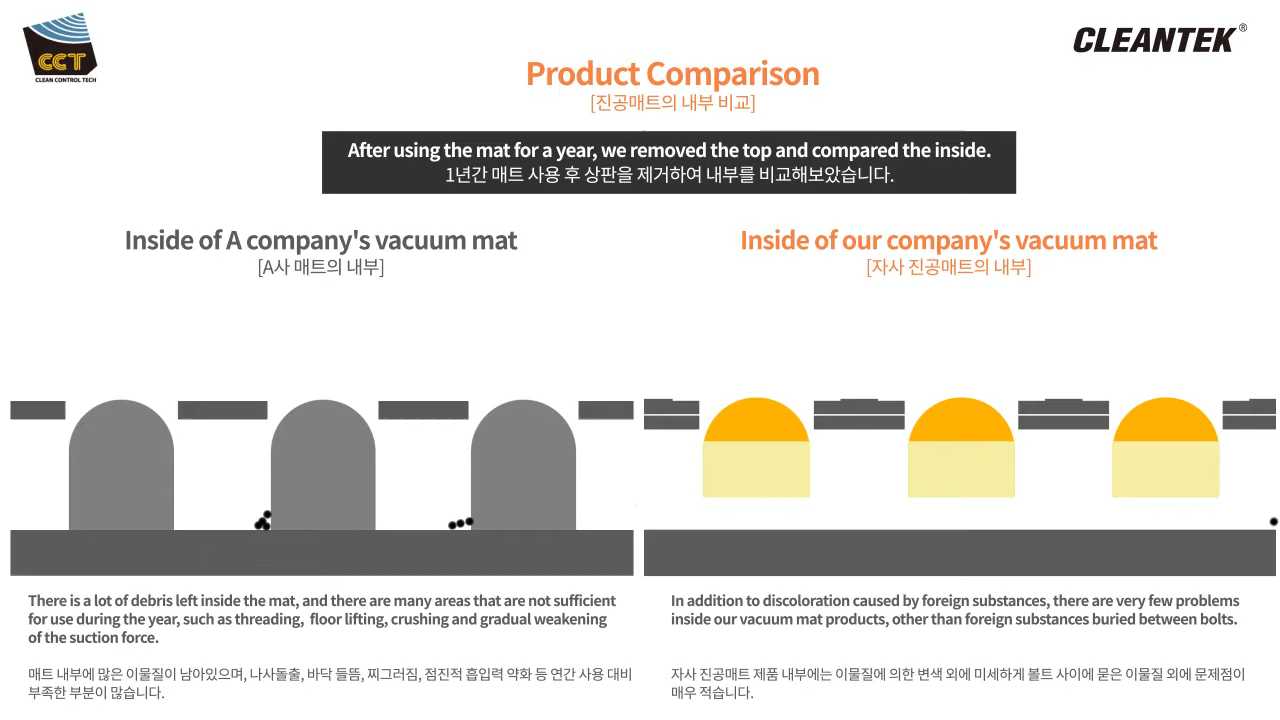 CCT
CLEAN CONTROL TECH
CLEANTEK®
Product Comparison
[진공매트의 내부 비교]
After using the mat for a year, we removed the top and compared the inside.
1년간 매트 사용 후 상판을 제거하여 내부를 비교해보았습니다.
Inside of A company's vacuum mat
[A사 매트의 내부]
Inside of our company's vacuum mat
[자사 진공매트의 내부]
There is a lot of debris left inside the mat, and there are many areas that are not sufficient
for use during the year, such as threading, floor lifting, crushing and gradual weakening
of the suction force.
매트 내부에 많은 이물질이 남아있으며, 나사돌출, 바닥 들뜸, 찌그러짐, 점진적 흡입력 약화 등 연간 사용 대비
부족한 부분이 많습니다.
In addition to discoloration caused by foreign substances, there are very few problems
inside our vacuum mat products, other than foreign substances buried between bolts.
자사 진공매트 제품 내부에는 이물질에 의한 변색 외에 미세하게 볼트 사이에 묻은 이물질 외에 문제점이
매우 적습니다.